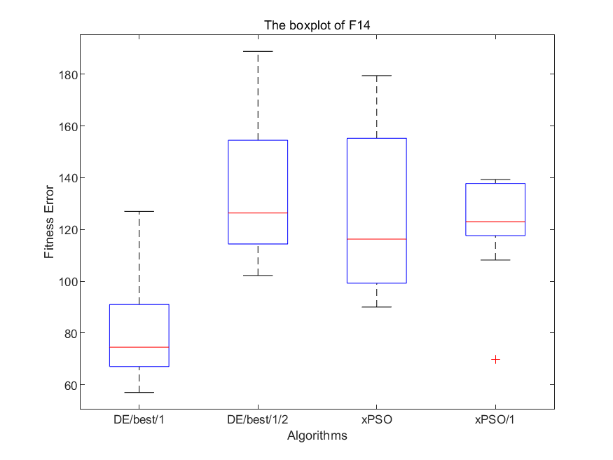 The boxplot of F14
Fitness Error
180
160
140
120
100
80
60
DE/best/1 DE/best/1/2 xPSO xPSO/1
Algorithms